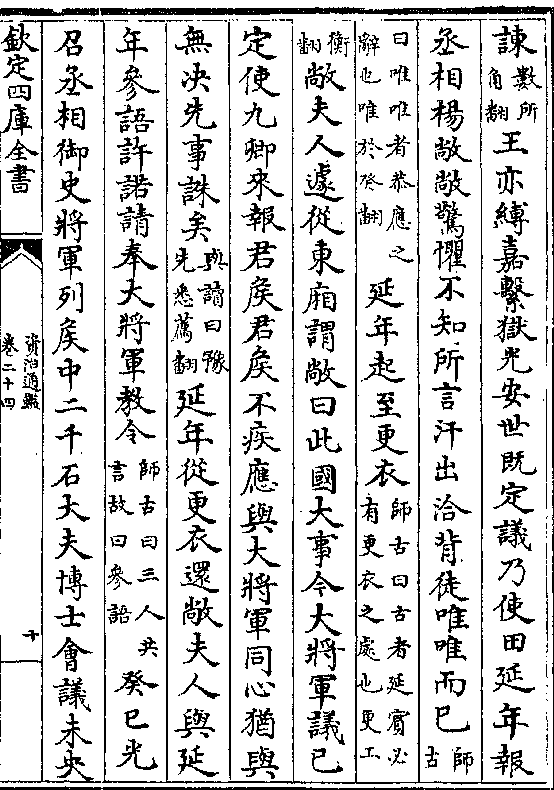 諫數所角翻王亦縛嘉繫獄光安世既定議乃使田延年報
丞相楊敞敞驚懼不知所言汗出洽背徒唯唯而已師古
曰唯唯者恭應之辭也唯於癸翻延年起至更衣師古曰古者延賓必有更衣之處也更工
衡翻敞夫人遽從東廂謂敞曰此國大事今大將軍議已
定使九卿來報君矦君矦不疾應與大將軍同心猶與
無决先事誅矣與讀曰豫先悉薦翻延年從更衣還敞夫人與延
年參語許諾請奉大將軍教令師古曰三人共言故曰參語癸巳光
召丞相御史將軍列矦中二千石大夫博士會議未央
欽定四庫全書
資治通鑑
卷二十四
十